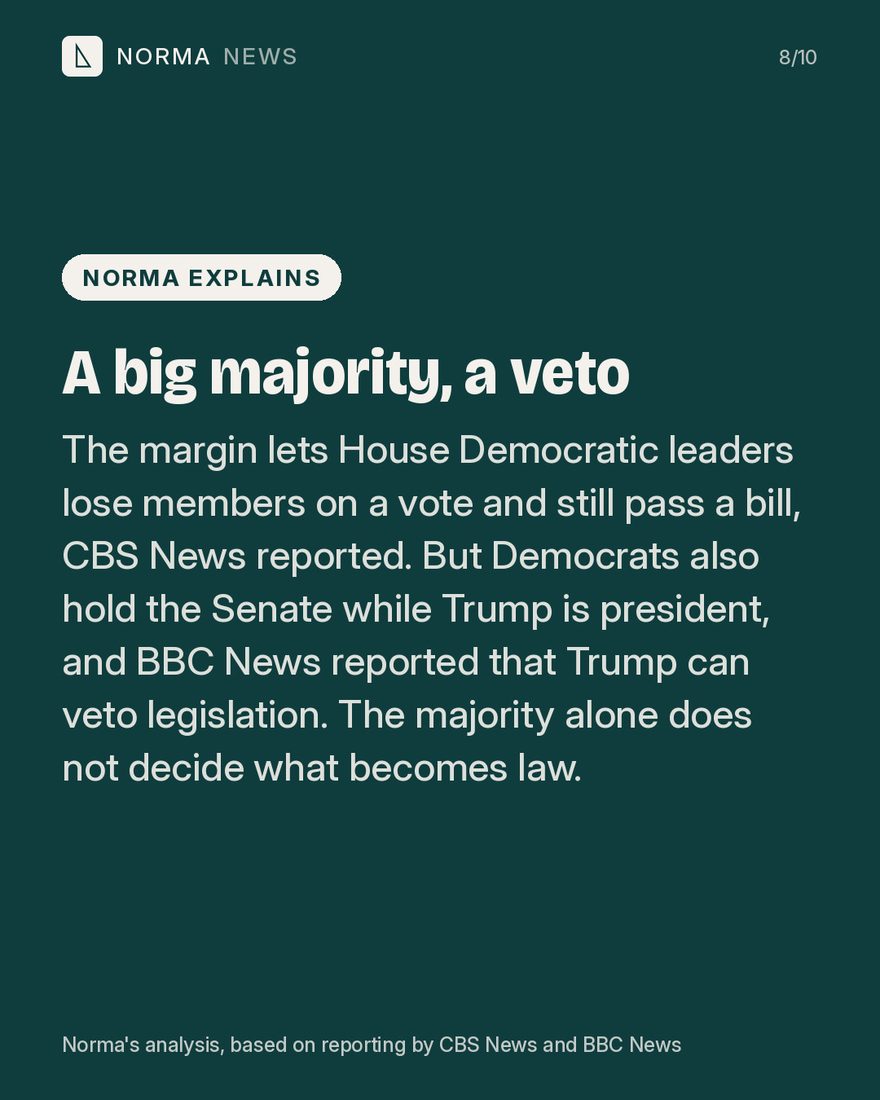 NORMA NEWS
8/10
NORMA EXPLAINS
A big majority, a veto
The margin lets House Democratic leaders
lose members on a vote and still pass a bill,
CBS News reported. But Democrats also
hold the Senate while Trump is president,
and BBC News reported that Trump can
veto legislation. The majority alone does
not decide what becomes law.
Norma's analysis, based on reporting by CBS News and BBC News